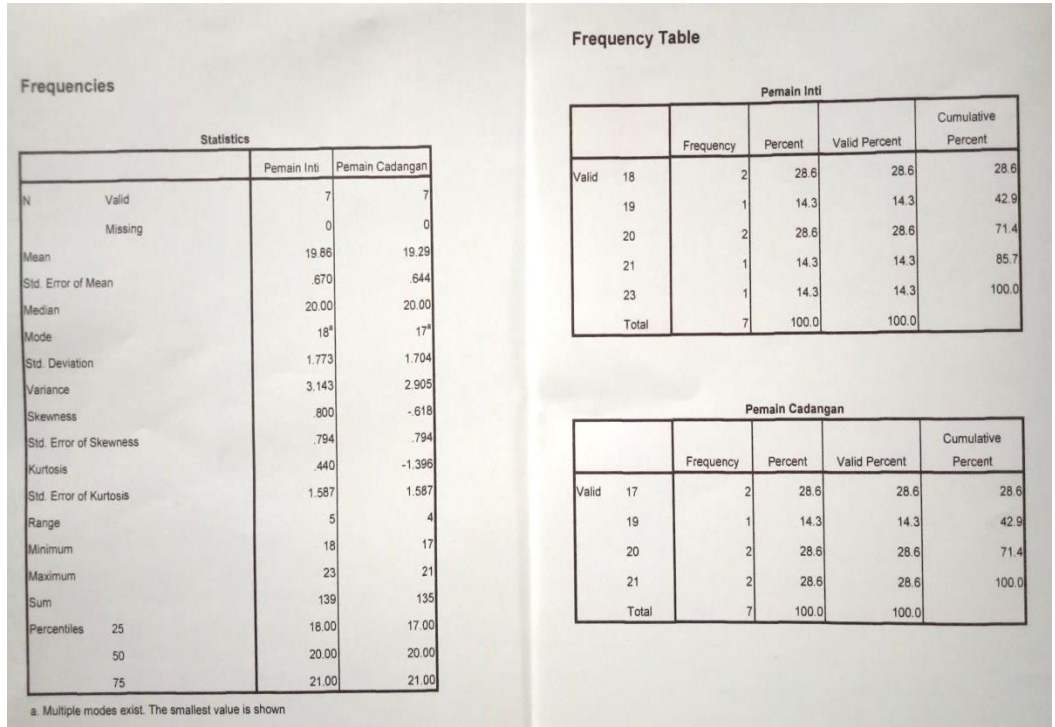 Frequencies
Statistics
Pemain Inti Pemain Cadangan
N Valid 7 7
Missing 0 0
Mean 19.86 19.29
Std. Error of Mean .670 .644
Median 20.00 20.00
Mode 18a 17a
Std. Deviation 1.773 1.704
Variance 3.143 2.905
Skewness .800 -.618
Std. Error of Skewness .794 .794
Kurtosis .440 -1.396
Std. Error of Kurtosis 1.587 1.587
Range 5 4
Minimum 18 17
Maximum 23 21
Sum 139 135
Percentiles 25 18.00 17.00
50 20.00 20.00
75 21.00 21.00
a. Multiple modes exist. The smallest value is shown
Frequency Table
Pemain Inti
Frequency Percent Valid Percent Cumulative Percent
Valid 18 2 28.6 28.6 28.6
19 1 14.3 14.3 42.9
20 2 28.6 28.6 71.4
21 1 14.3 14.3 85.7
23 1 14.3 14.3 100.0
Total 7 100.0 100.0
Pemain Cadangan
Frequency Percent Valid Percent Cumulative Percent
Valid 17 2 28.6 28.6 28.6
19 1 14.3 14.3 42.9
20 2 28.6 28.6 71.4
21 2 28.6 28.6 100.0
Total 7 100.0 100.0